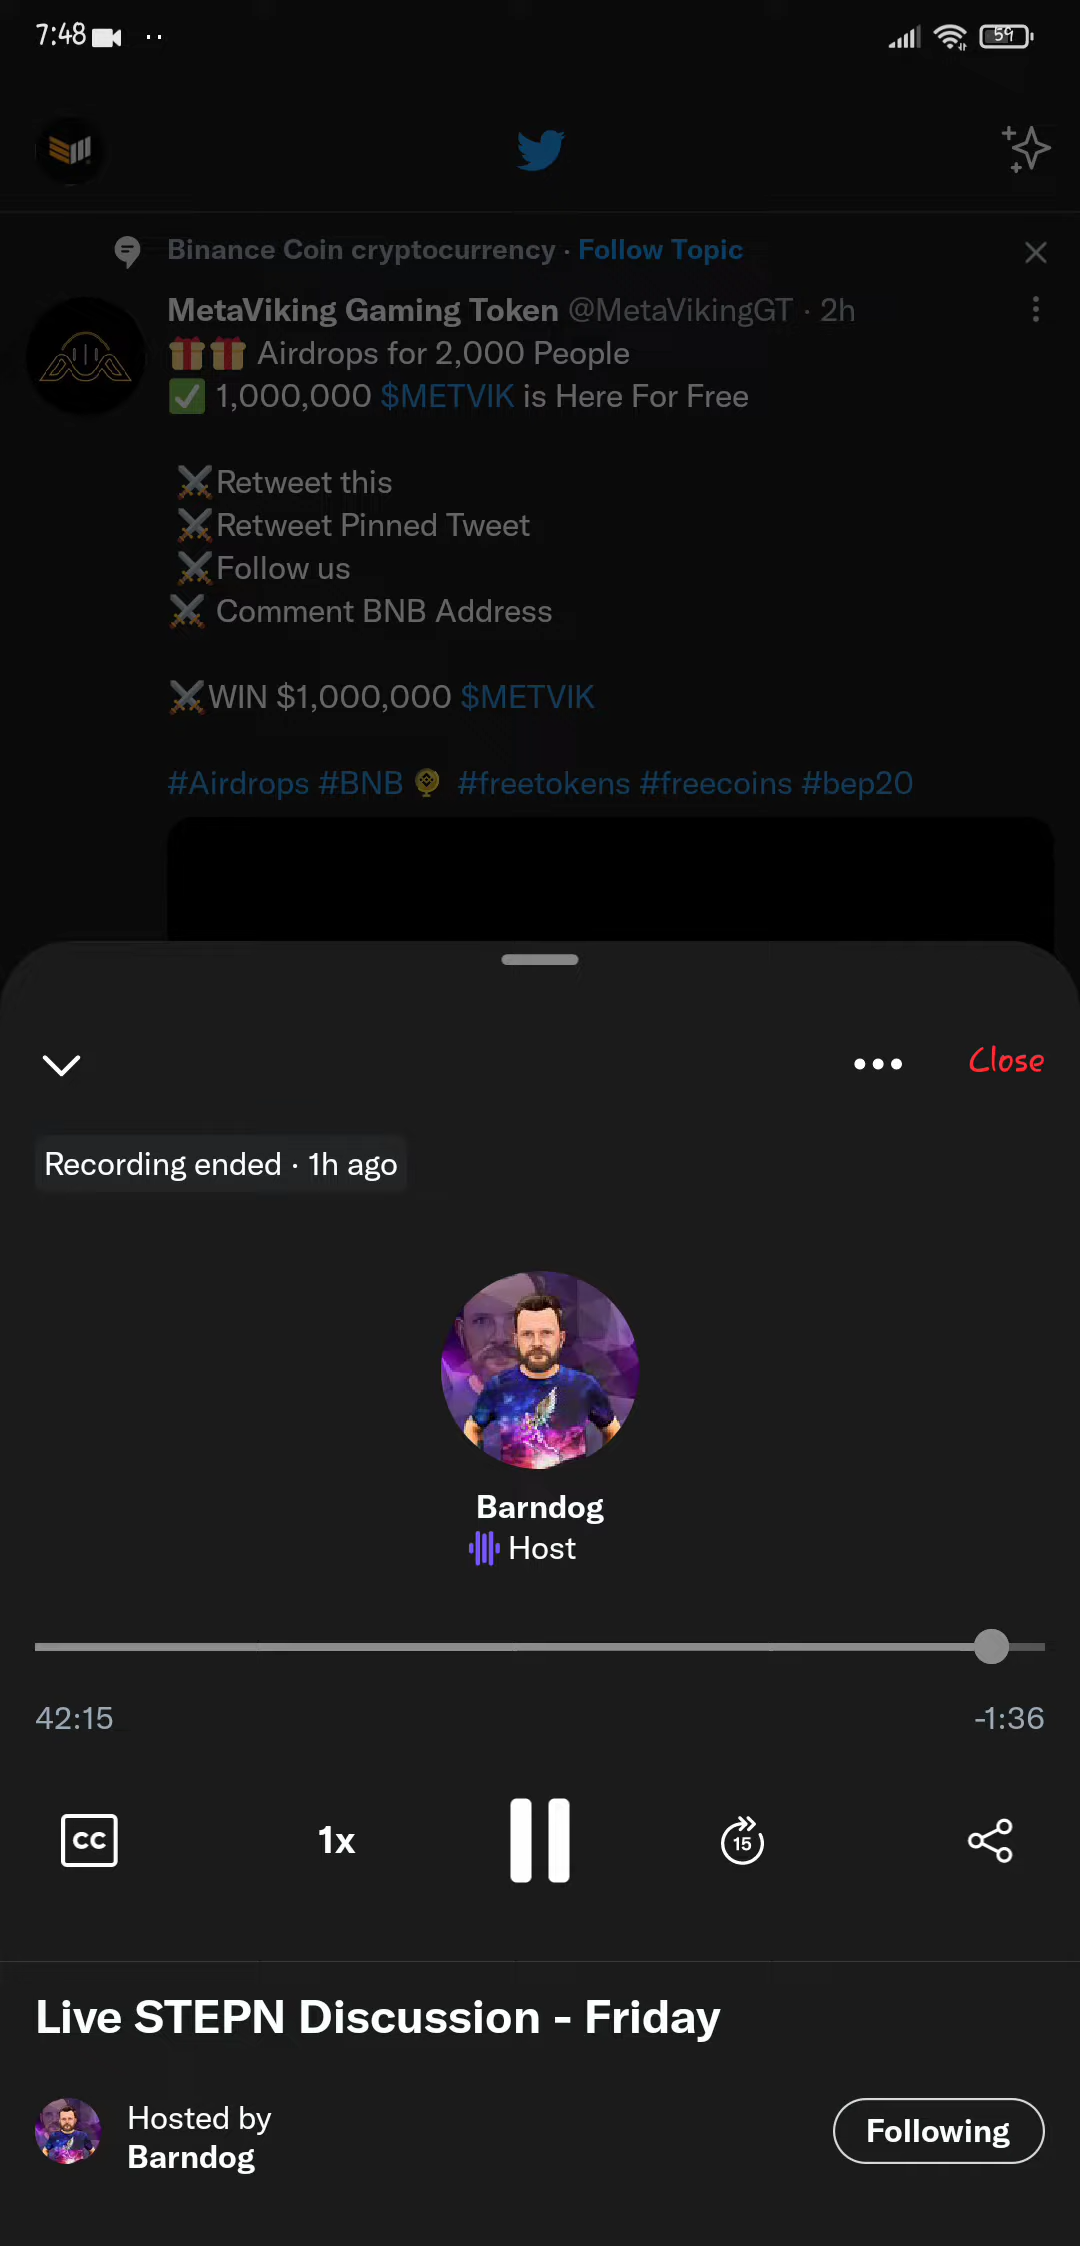 7:48
59
Binance Coin cryptocurrency · Follow Topic
MetaViking Gaming Token @MetaVikingGT · 2h
🎁🎁 Airdrops for 2,000 People
✅ 1,000,000 $METVIK is Here For Free
⚔️Retweet this
⚔️Retweet Pinned Tweet
⚔️Follow us
⚔️ Comment BNB Address
⚔️WIN $1,000,000 $METVIK
#Airdrops #BNB #freetokens #freecoins #bep20
Close
Recording ended · 1h ago
Barndog
Host
42:15
-1:36
CC
1x
15
Live STEPN Discussion - Friday
Hosted by
Barndog
Following